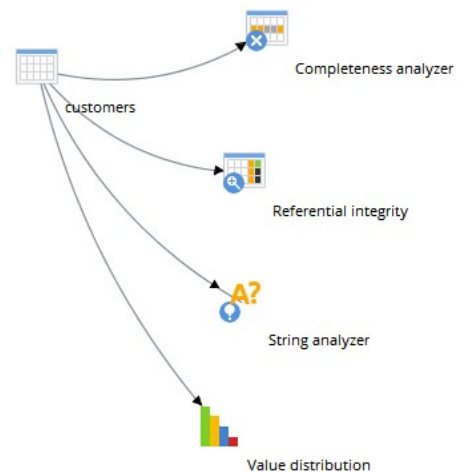 Completeness analyzer
customers
Referential integrity
A?
String analyzer
Value distribution